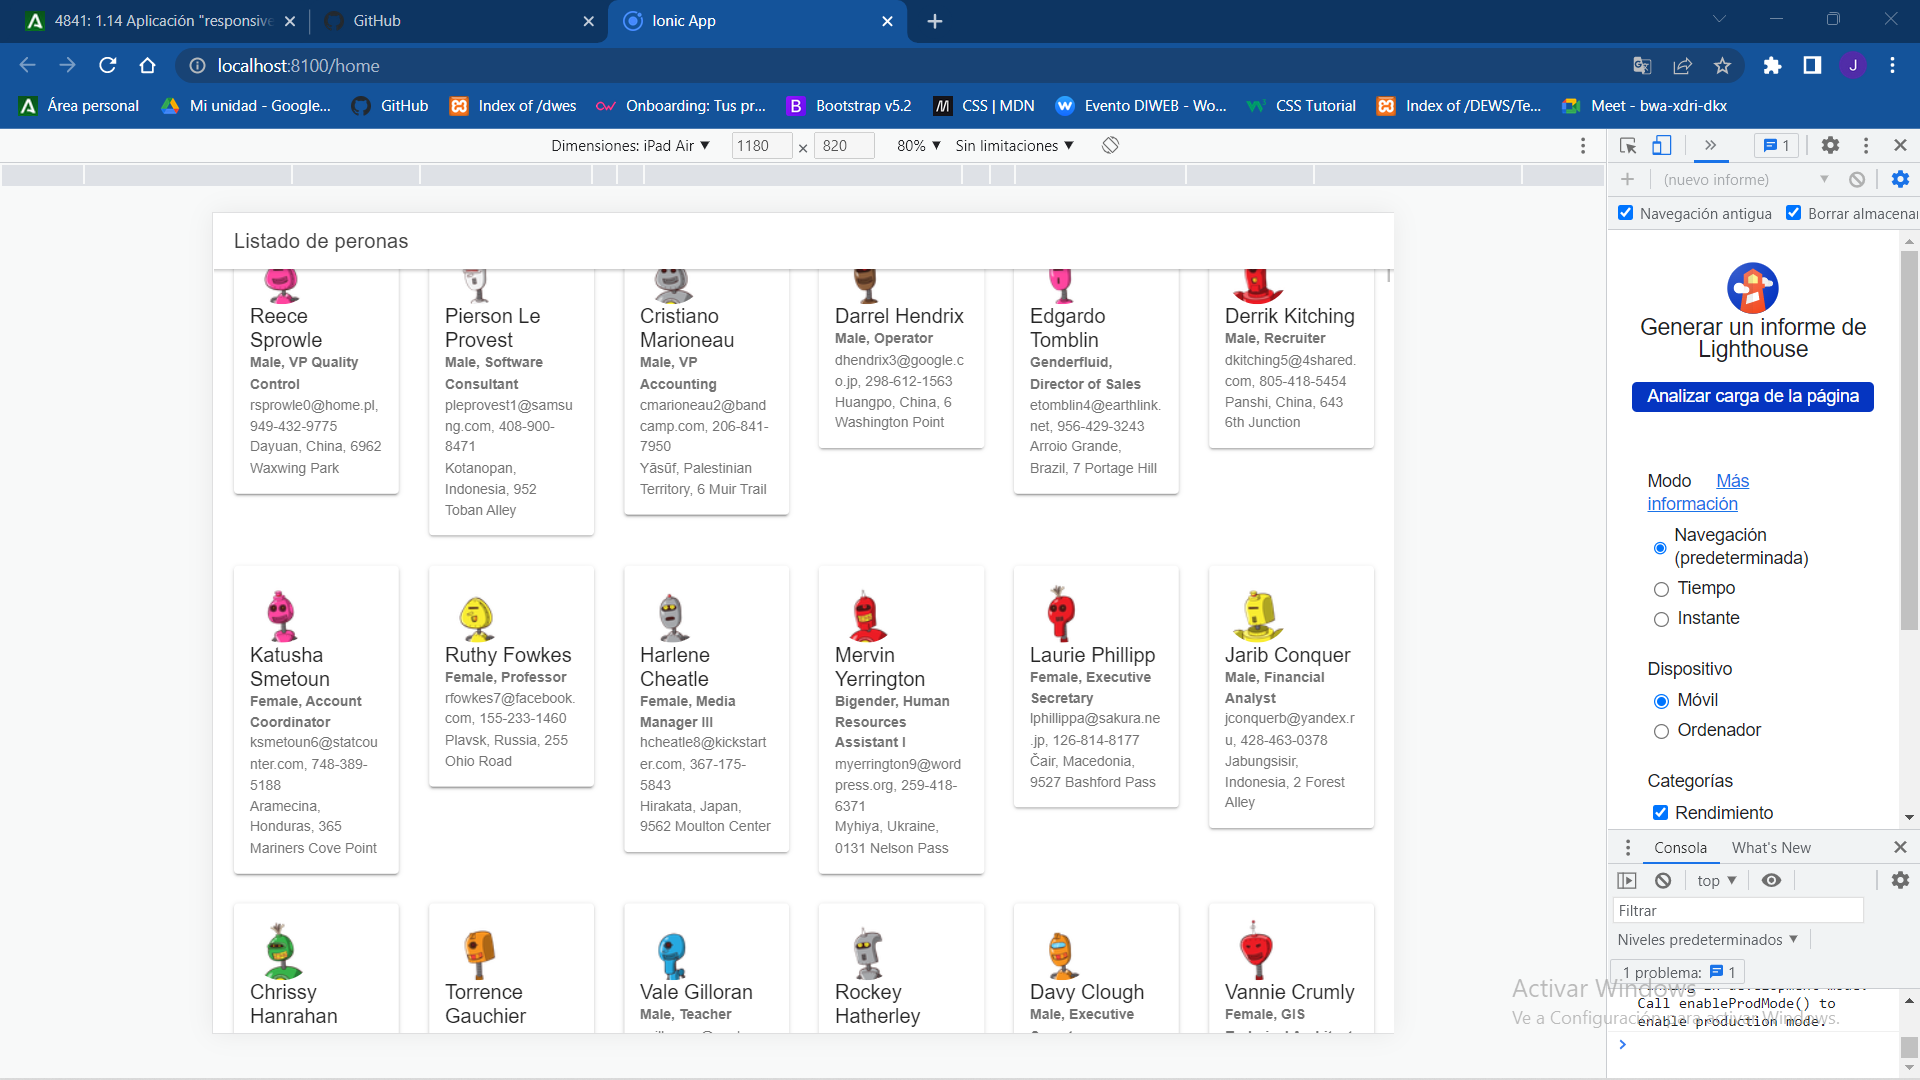 4841: 1.14 Aplicación "responsive
GitHub
Ionic App
localhost:8100/home
J
Área personal
Mi unidad - Google...
GitHub
Index of /dwes
Onboarding: Tus pr...
Bootstrap v5.2
CSS | MDN
Evento DIWEB - Wo...
CSS Tutorial
Index of /DEWS/Te...
Meet - bwa-xdri-dkx
Dimensiones: iPad Air
1180 x 820
80%
Sin limitaciones
1
(nuevo informe)
Navegación antigua
Borrar almacena
Listado de peronas
Reece
Sprowle
Male, VP Quality
Control
rsprowle0@home.pl,
949-432-9775
Dayuan, China, 6962
Waxwing Park
Pierson Le
Provest
Male, Software
Consultant
pleprovest1@samsu
ng.com, 408-900-
8471
Kotanopan,
Indonesia, 952
Toban Alley
Cristiano
Marioneau
Male, VP
Accounting
cmarioneau2@band
camp.com, 206-841-
7950
Yāsūf, Palestinian
Territory, 6 Muir Trail
Darrel Hendrix
Male, Operator
dhendrix3@google.c
o.jp, 298-612-1563
Huangpo, China, 6
Washington Point
Edgardo
Tomblin
Genderfluid,
Director of Sales
etomblin4@earthlink.
net, 956-429-3243
Arroio Grande,
Brazil, 7 Portage Hill
Derrik Kitching
Male, Recruiter
dkitching5@4shared.
com, 805-418-5454
Panshi, China, 643
6th Junction
Katusha
Smetoun
Female, Account
Coordinator
ksmetoun6@statcou
nter.com, 748-389-
5188
Aramecina,
Honduras, 365
Mariners Cove Point
Ruthy Fowkes
Female, Professor
rfowkes7@facebook.
com, 155-233-1460
Plavsk, Russia, 255
Ohio Road
Harlene
Cheatle
Female, Media
Manager III
hcheatle8@kickstart
er.com, 367-175-
5843
Hirakata, Japan,
9562 Moulton Center
Mervin
Yerrington
Bigender, Human
Resources
Assistant I
myerrington9@word
press.org, 259-418-
6371
Myhiya, Ukraine,
0131 Nelson Pass
Laurie Phillipp
Female, Executive
Secretary
lphillippa@sakura.ne
.jp, 126-814-8177
Čair, Macedonia,
9527 Bashford Pass
Jarib Conquer
Male, Financial
Analyst
jconquerb@yandex.r
u, 428-463-0378
Jabungsisir,
Indonesia, 2 Forest
Alley
Chrissy
Hanrahan
Torrence
Gauchier
Vale Gilloran
Male, Teacher
Rockey
Hatherley
Davy Clough
Male, Executive
Vannie Crumly
Female, GIS
Generar un informe de
Lighthouse
Analizar carga de la página
Modo Más
información
Navegación
(predeterminada)
Tiempo
Instante
Dispositivo
Móvil
Ordenador
Categorías
Rendimiento
Consola
What's New
top
Filtrar
Niveles predeterminados
1 problema: 1
Call enableProdMode() to
enable production mode.
Activar Windows
Ve a Configuración para activar Windows.